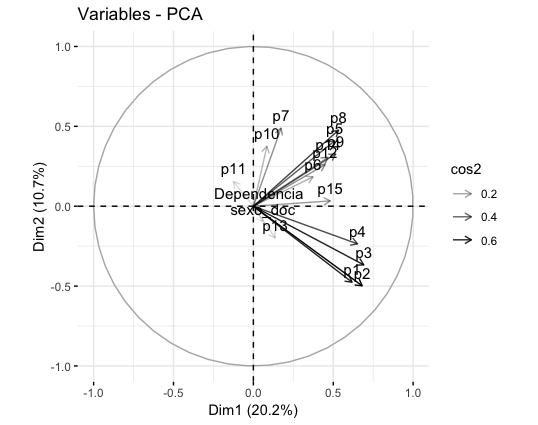 Variables - PCA
1.0
0.5
0.0
-0.5
-1.0
Dim2 (10.7%)
p7
p8
p10
p5
p9
p12
p6
p11
p15
Dependencia
sexo_doc
p13
p4
p3
p1
p2
-1.0
-0.5
0.0
0.5
1.0
Dim1 (20.2%)
cos2
0.2
0.4
0.6